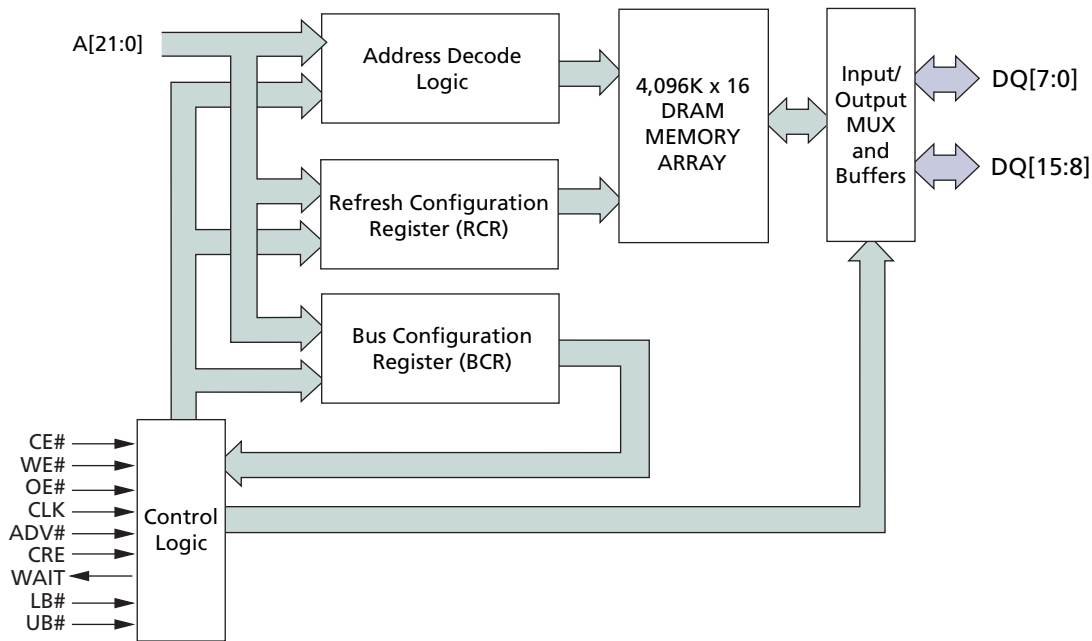 A[21:0]
Address Decode
Logic
4,096K x 16
DRAM
MEMORY
ARRAY
Input/
Output
MUX
and
Buffers
DQ[7:0]
DQ[15:8]
Refresh Configuration
Register (RCR)
Bus Configuration
Register (BCR)
CE#
WE#
OE#
CLK
ADV#
CRE
WAIT
LB#
UB#
Control
Logic